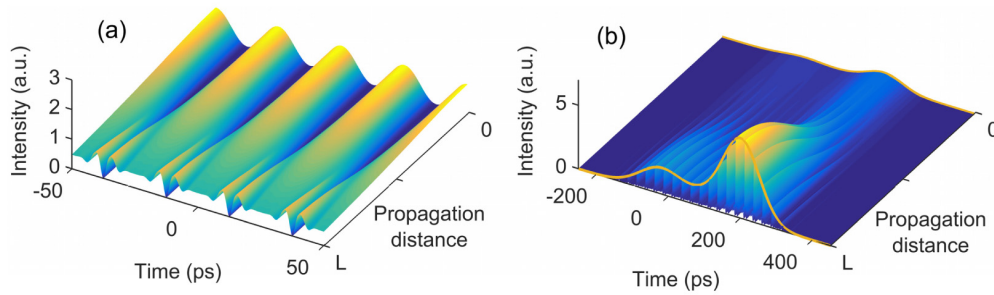 (a)
Intensity (a.u.)
3
2
1
0
-50
0
50
Time (ps)
L
Propagation
distance
0
(b)
Intensity (a.u.)
5
0
-200
0
200
400
Time (ps)
L
Propagation
distance
0